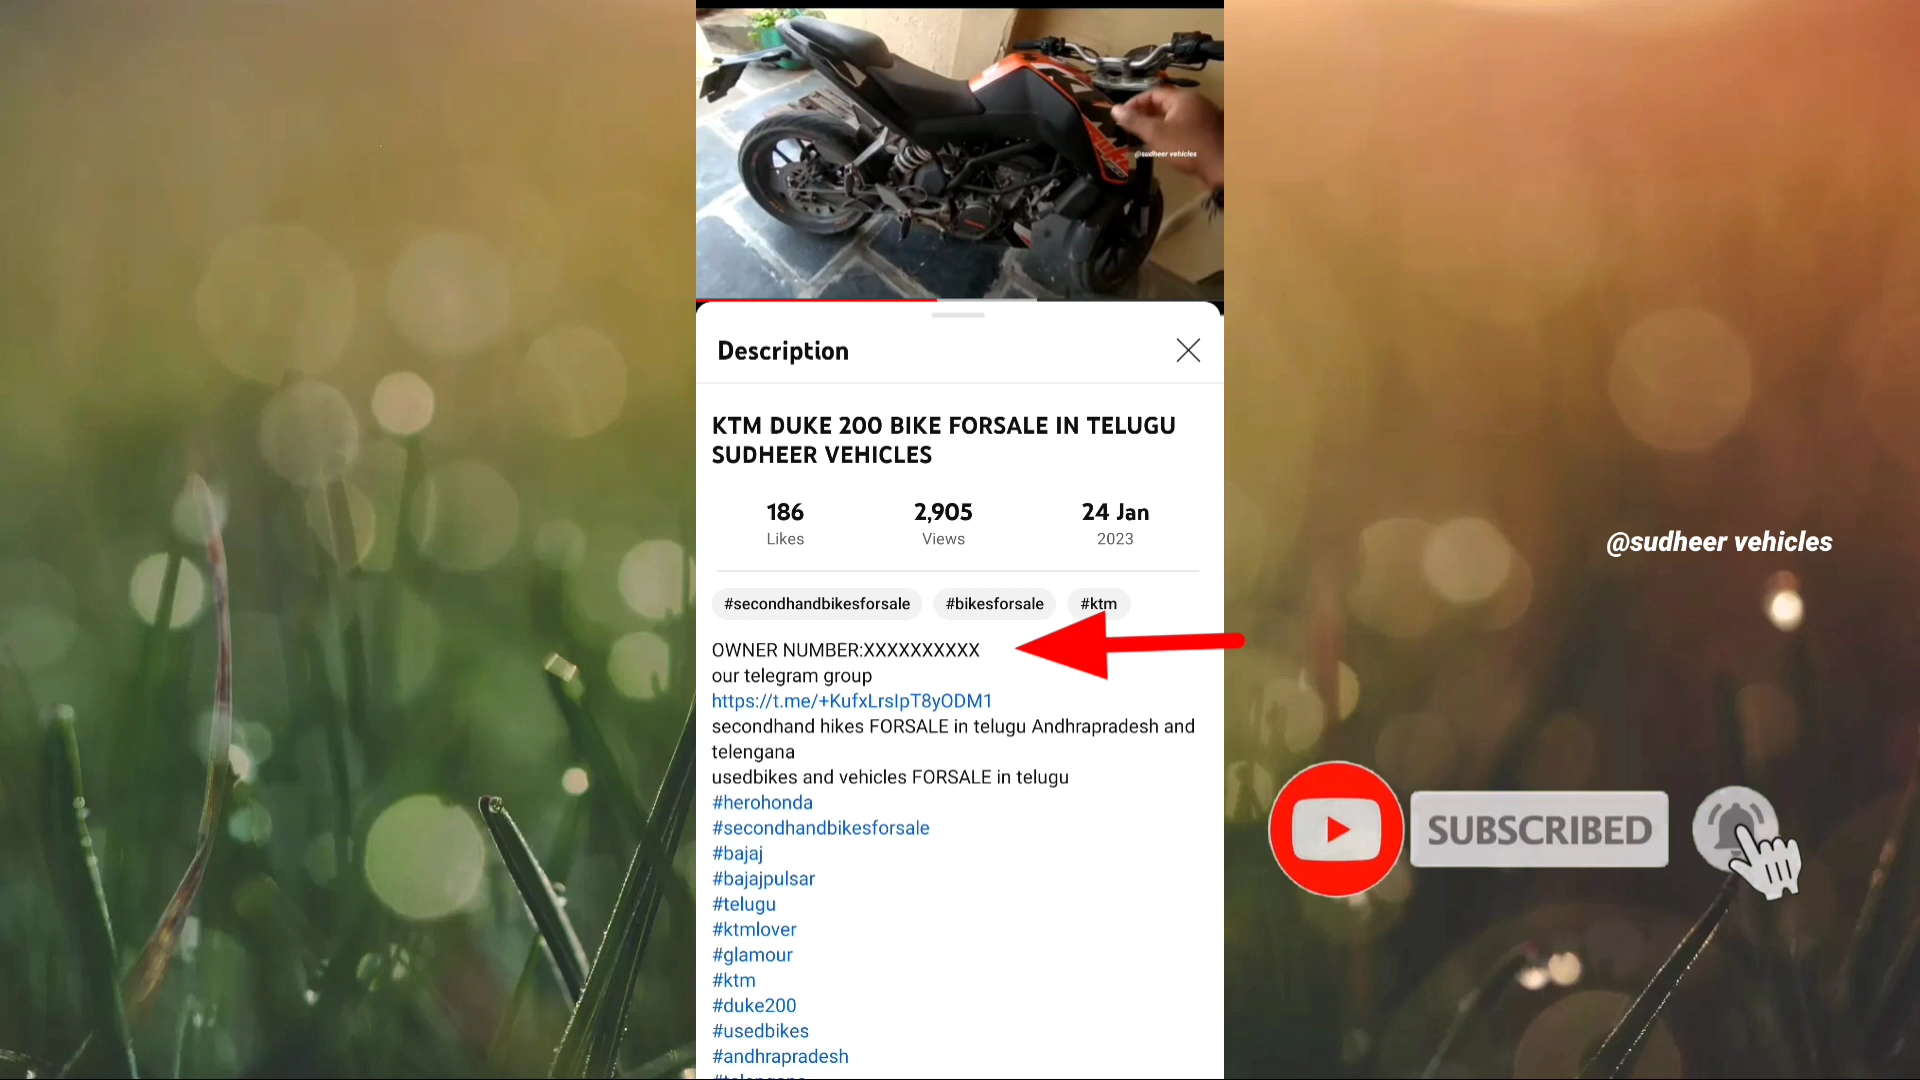 @sudheer vehicles
Description
KTM DUKE 200 BIKE FORSALE IN TELUGU
SUDHEER VEHICLES
186
Likes
2,905
Views
24 Jan
2023
#secondhandbikesforsale
#bikesforsale
#ktm
OWNER NUMBER:XXXXXXXXXX
our telegram group
https://t.me/+KufxLrsIpT8yODM1
secondhand hikes FORSALE in telugu Andhrapradesh and
telengana
usedbikes and vehicles FORSALE in telugu
#herohonda
#secondhandbikesforsale
#bajaj
#bajajpulsar
#telugu
#ktmlover
#glamour
#ktm
#duke200
#usedbikes
#andhrapradesh
@sudheer vehicles
SUBSCRIBED